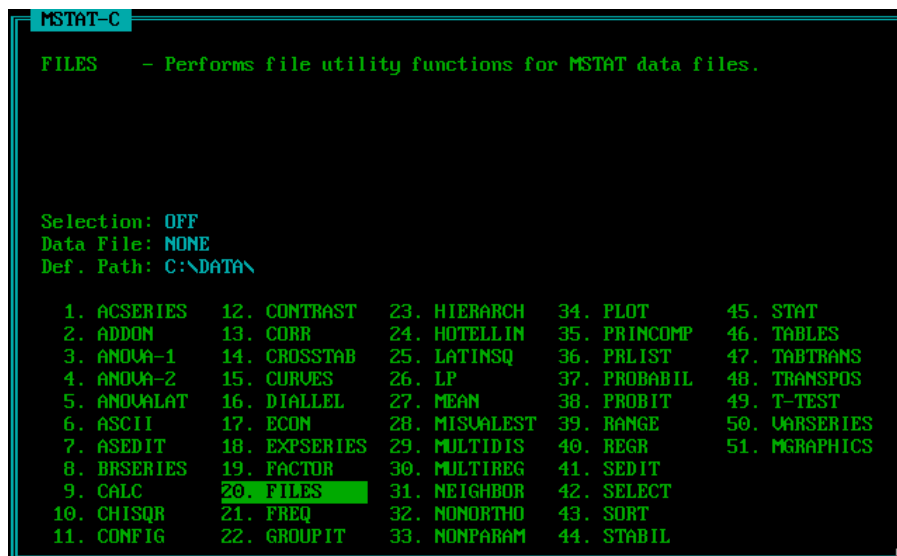 MSTAT-C
FILES - Performs file utility functions for MSTAT data files.
Selection: OFF
Data File: NONE
Def. Path: C:\DATA\
1. ACSERIES 12. CONTRAST 23. HIERARCH 34. PLOT 45. STAT
2. ADDON 13. CORR 24. HOTELLIN 35. PRINCOMP 46. TABLES
3. ANOVA-1 14. CROSSTAB 25. LATINSQ 36. PRLIST 47. TABTRANS
4. ANOVA-2 15. CURVES 26. LP 37. PROBABIL 48. TRANSPOS
5. ANOVALAT 16. DIALLEL 27. MEAN 38. PROBIT 49. T-TEST
6. ASCII 17. ECON 28. MISVALEST 39. RANGE 50. VARSERIES
7. ASEDIT 18. EXPSERIES 29. MULTIDIS 40. REGR 51. MGRAPHICS
8. BRSERIES 19. FACTOR 30. MULTIREG 41. SEDIT
9. CALC 20. FILES 31. NEIGHBOR 42. SELECT
10. CHISQR 21. FREQ 32. NONORTHO 43. SORT
11. CONFIG 22. GROUPIT 33. NONPARAM 44. STABIL